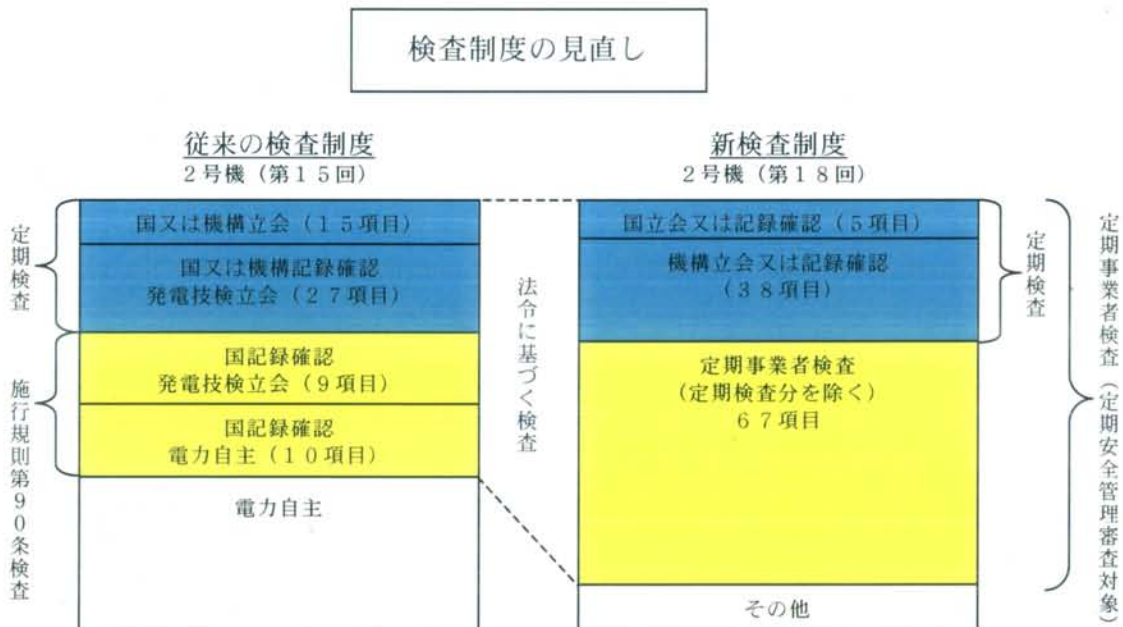 検査制度の見直し
従来の検査制度
２号機（第１５回）
定期検査
国又は機構立会（１５項目）
国又は機構記録確認
発電技検立会（２７項目）
施行規則第９０条検査
国記録確認
発電技検立会（９項目）
国記録確認
電力自主（１０項目）
電力自主
法令に基づく検査
新検査制度
２号機（第１８回）
国立会又は記録確認（５項目）
機構立会又は記録確認
（３８項目）
定期事業者検査
(定期検査分を除く)
６７項目
その他
定期検査
定期事業者検査（定期安全管理審査対象）